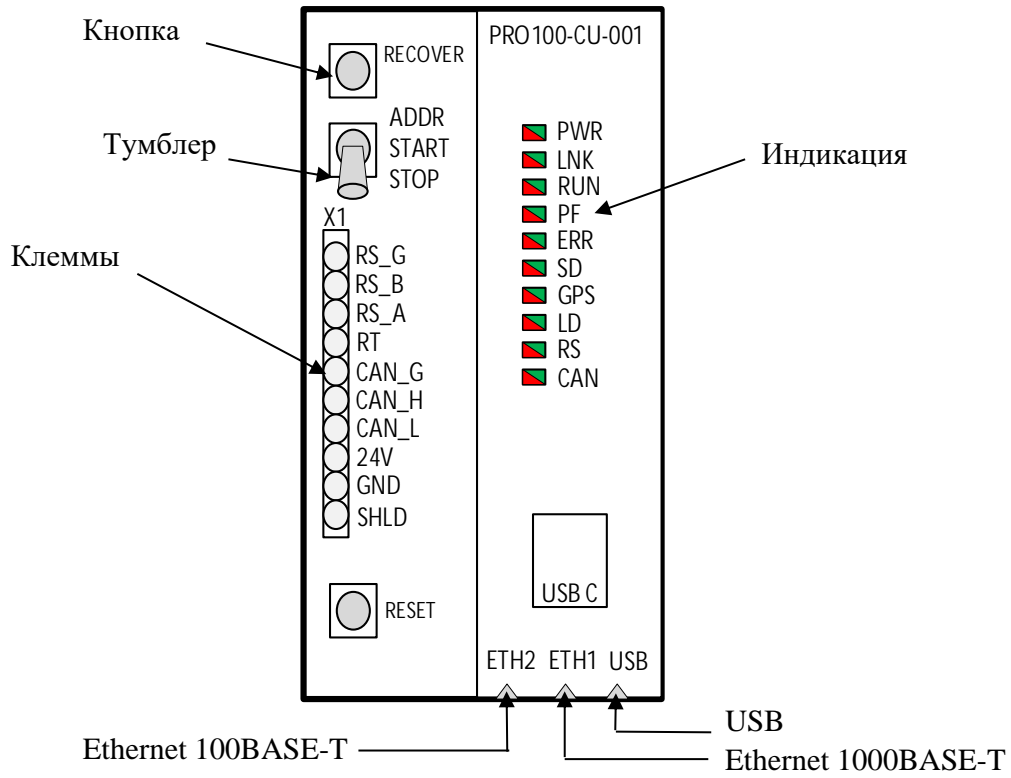 Кнопка
RECOVER
PRO100-CU-001
Тумблер
ADDR
START
STOP
PWR
LNK
RUN
PF
ERR
SD
GPS
LD
RS
CAN
Индикация
Клеммы
X1
RS_G
RS_B
RS_A
RT
CAN_G
CAN_H
CAN_L
24V
GND
SHLD
USB C
RESET
ETH2 ETH1 USB
USB
Ethernet 100BASE-T
Ethernet 1000BASE-T